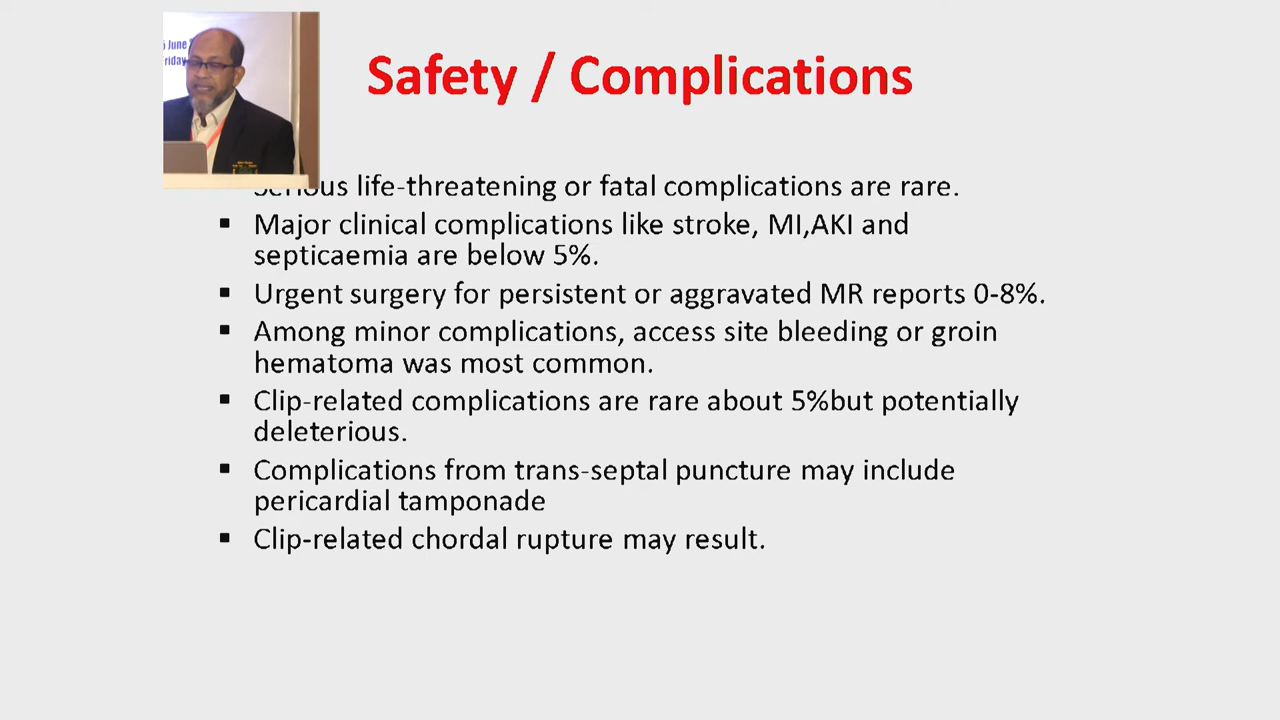 June
Friday
Safety / Complications
Serious life-threatening or fatal complications are rare.
▪ Major clinical complications like stroke, MI,AKI and
septicaemia are below 5%.
▪ Urgent surgery for persistent or aggravated MR reports 0-8%.
▪ Among minor complications, access site bleeding or groin
hematoma was most common.
▪ Clip-related complications are rare about 5%but potentially
deleterious.
▪ Complications from trans-septal puncture may include
pericardial tamponade
▪ Clip-related chordal rupture may result.